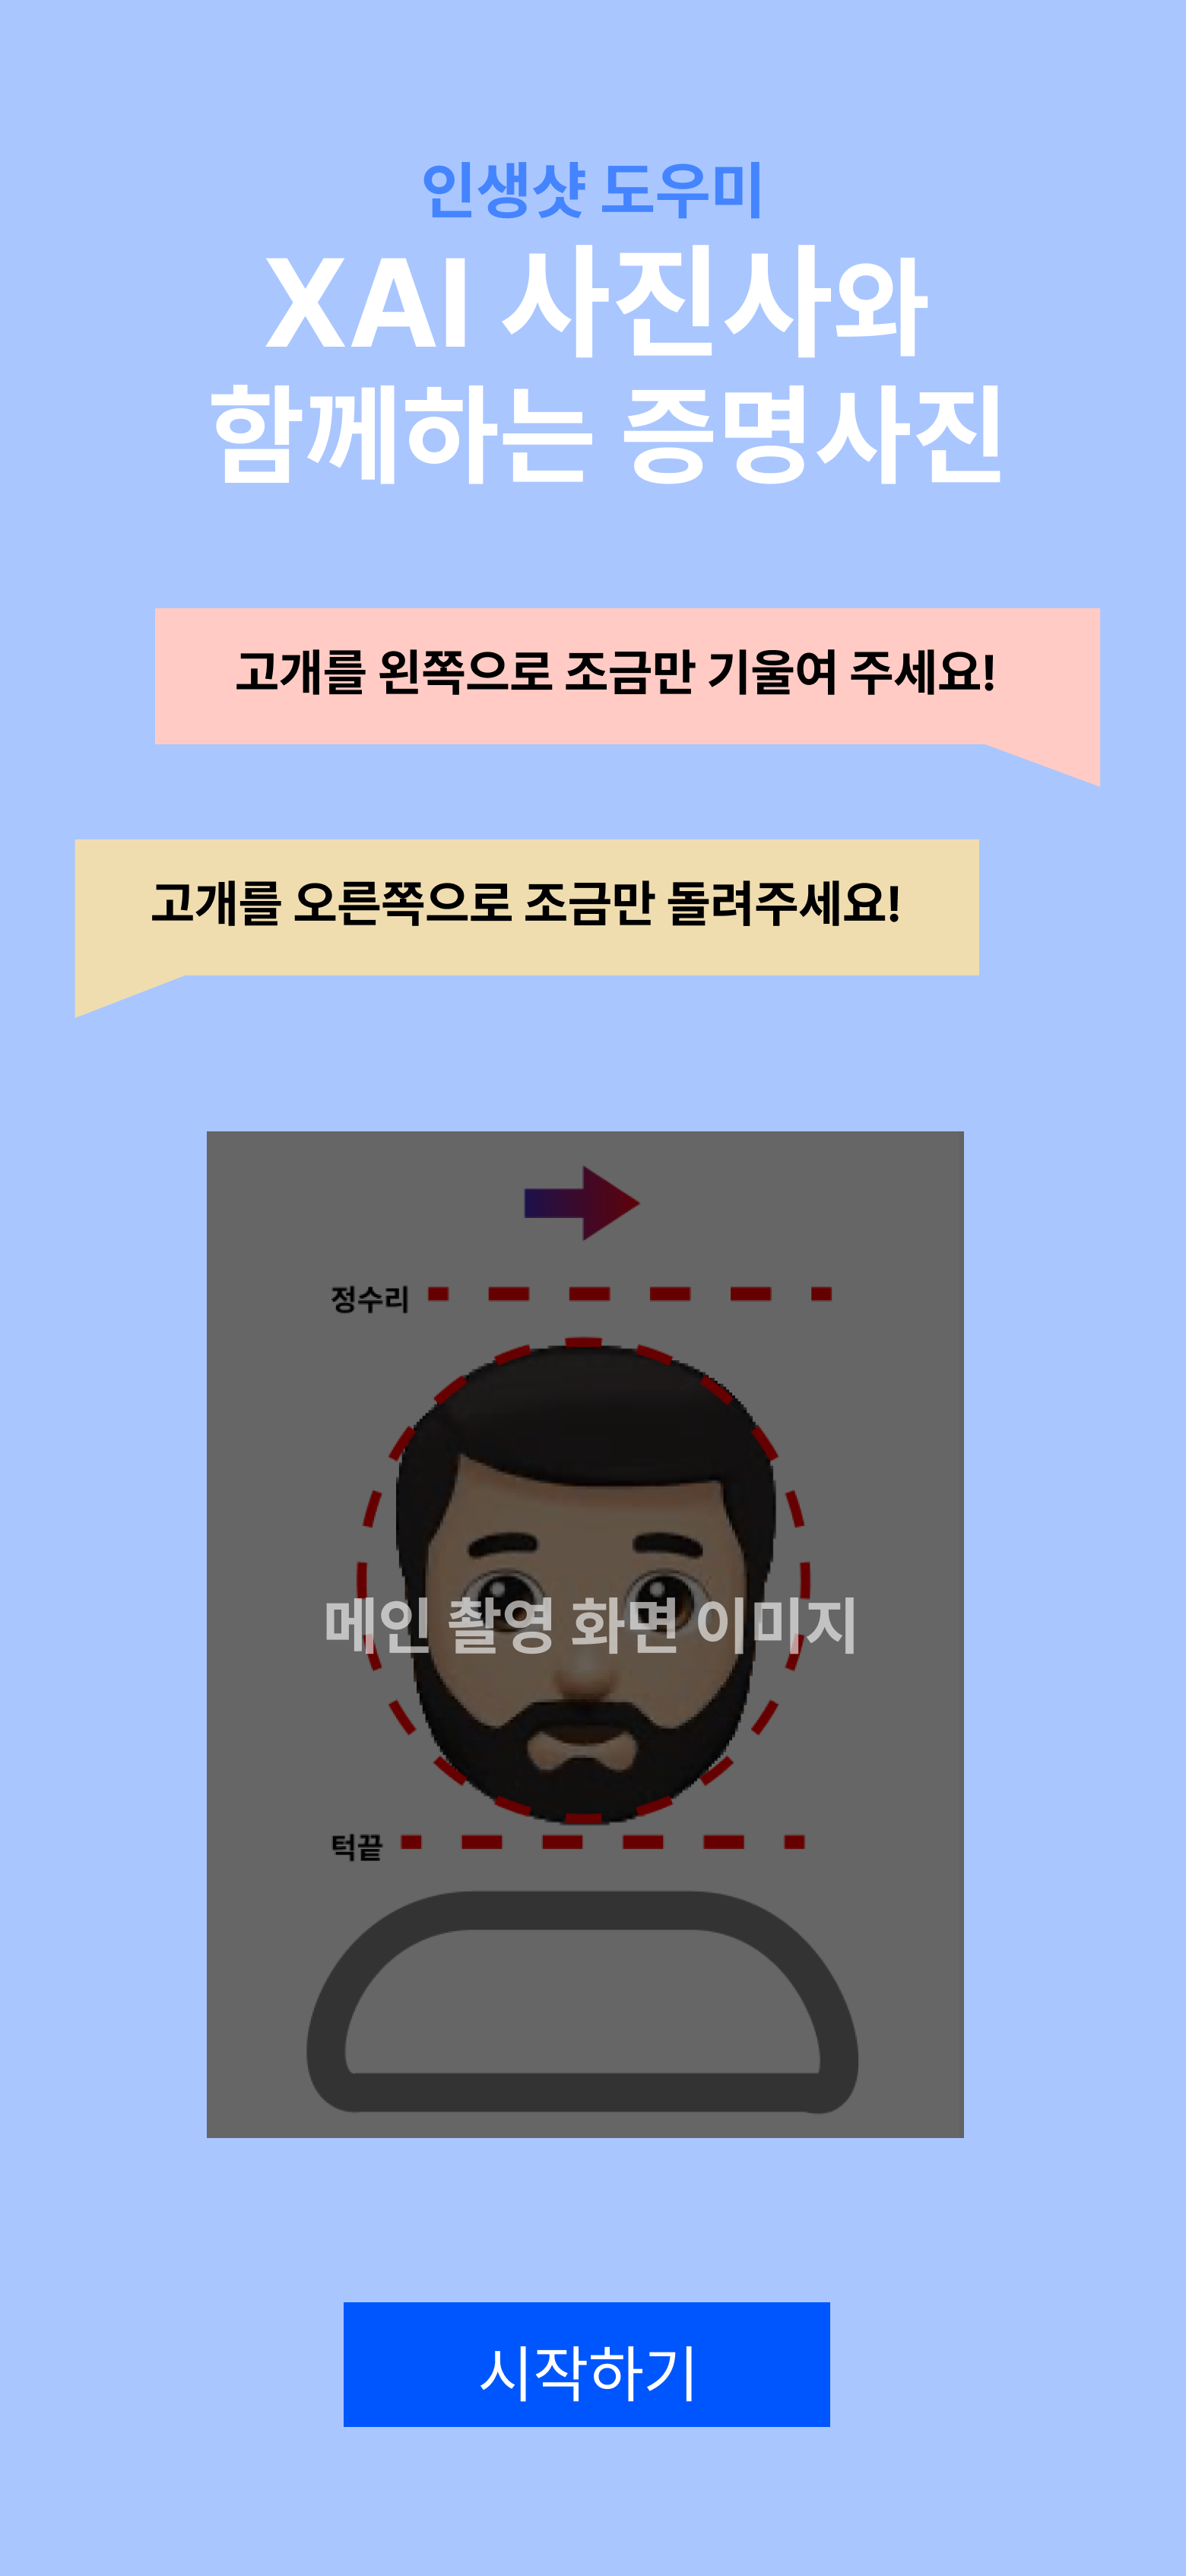 인생샷 도우미
XAI 사진사와
함께하는 증명사진
고개를 왼쪽으로 조금만 기울여 주세요!
고개를 오른쪽으로 조금만 돌려주세요!
정수리
메인 촬영 화면 이미지
턱끝
시작하기